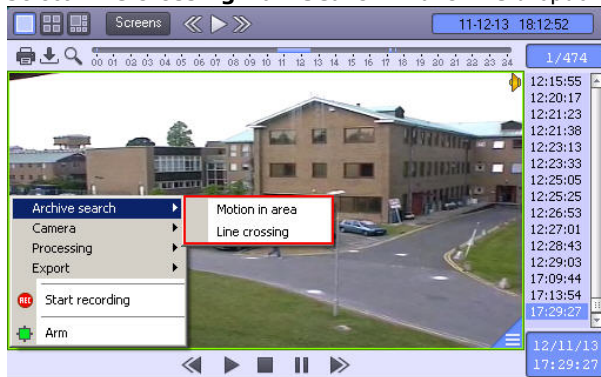 Screens
11-12-13 18:12:52
00 01 02 03 04 05 06 07 08 09 10 11 12 13 14 15 16 17 18 19 20 21 22 23 24
1/474
12:15:55
12:20:17
12:21:23
12:21:38
12:23:13
12:23:33
12:25:05
12:25:25
12:26:53
12:27:01
12:28:43
12:29:03
17:09:44
17:13:54
17:29:27
Archive search
Motion in area
Camera
Line crossing
Processing
Export
REC Start recording
Arm
12/11/13
17:29:27